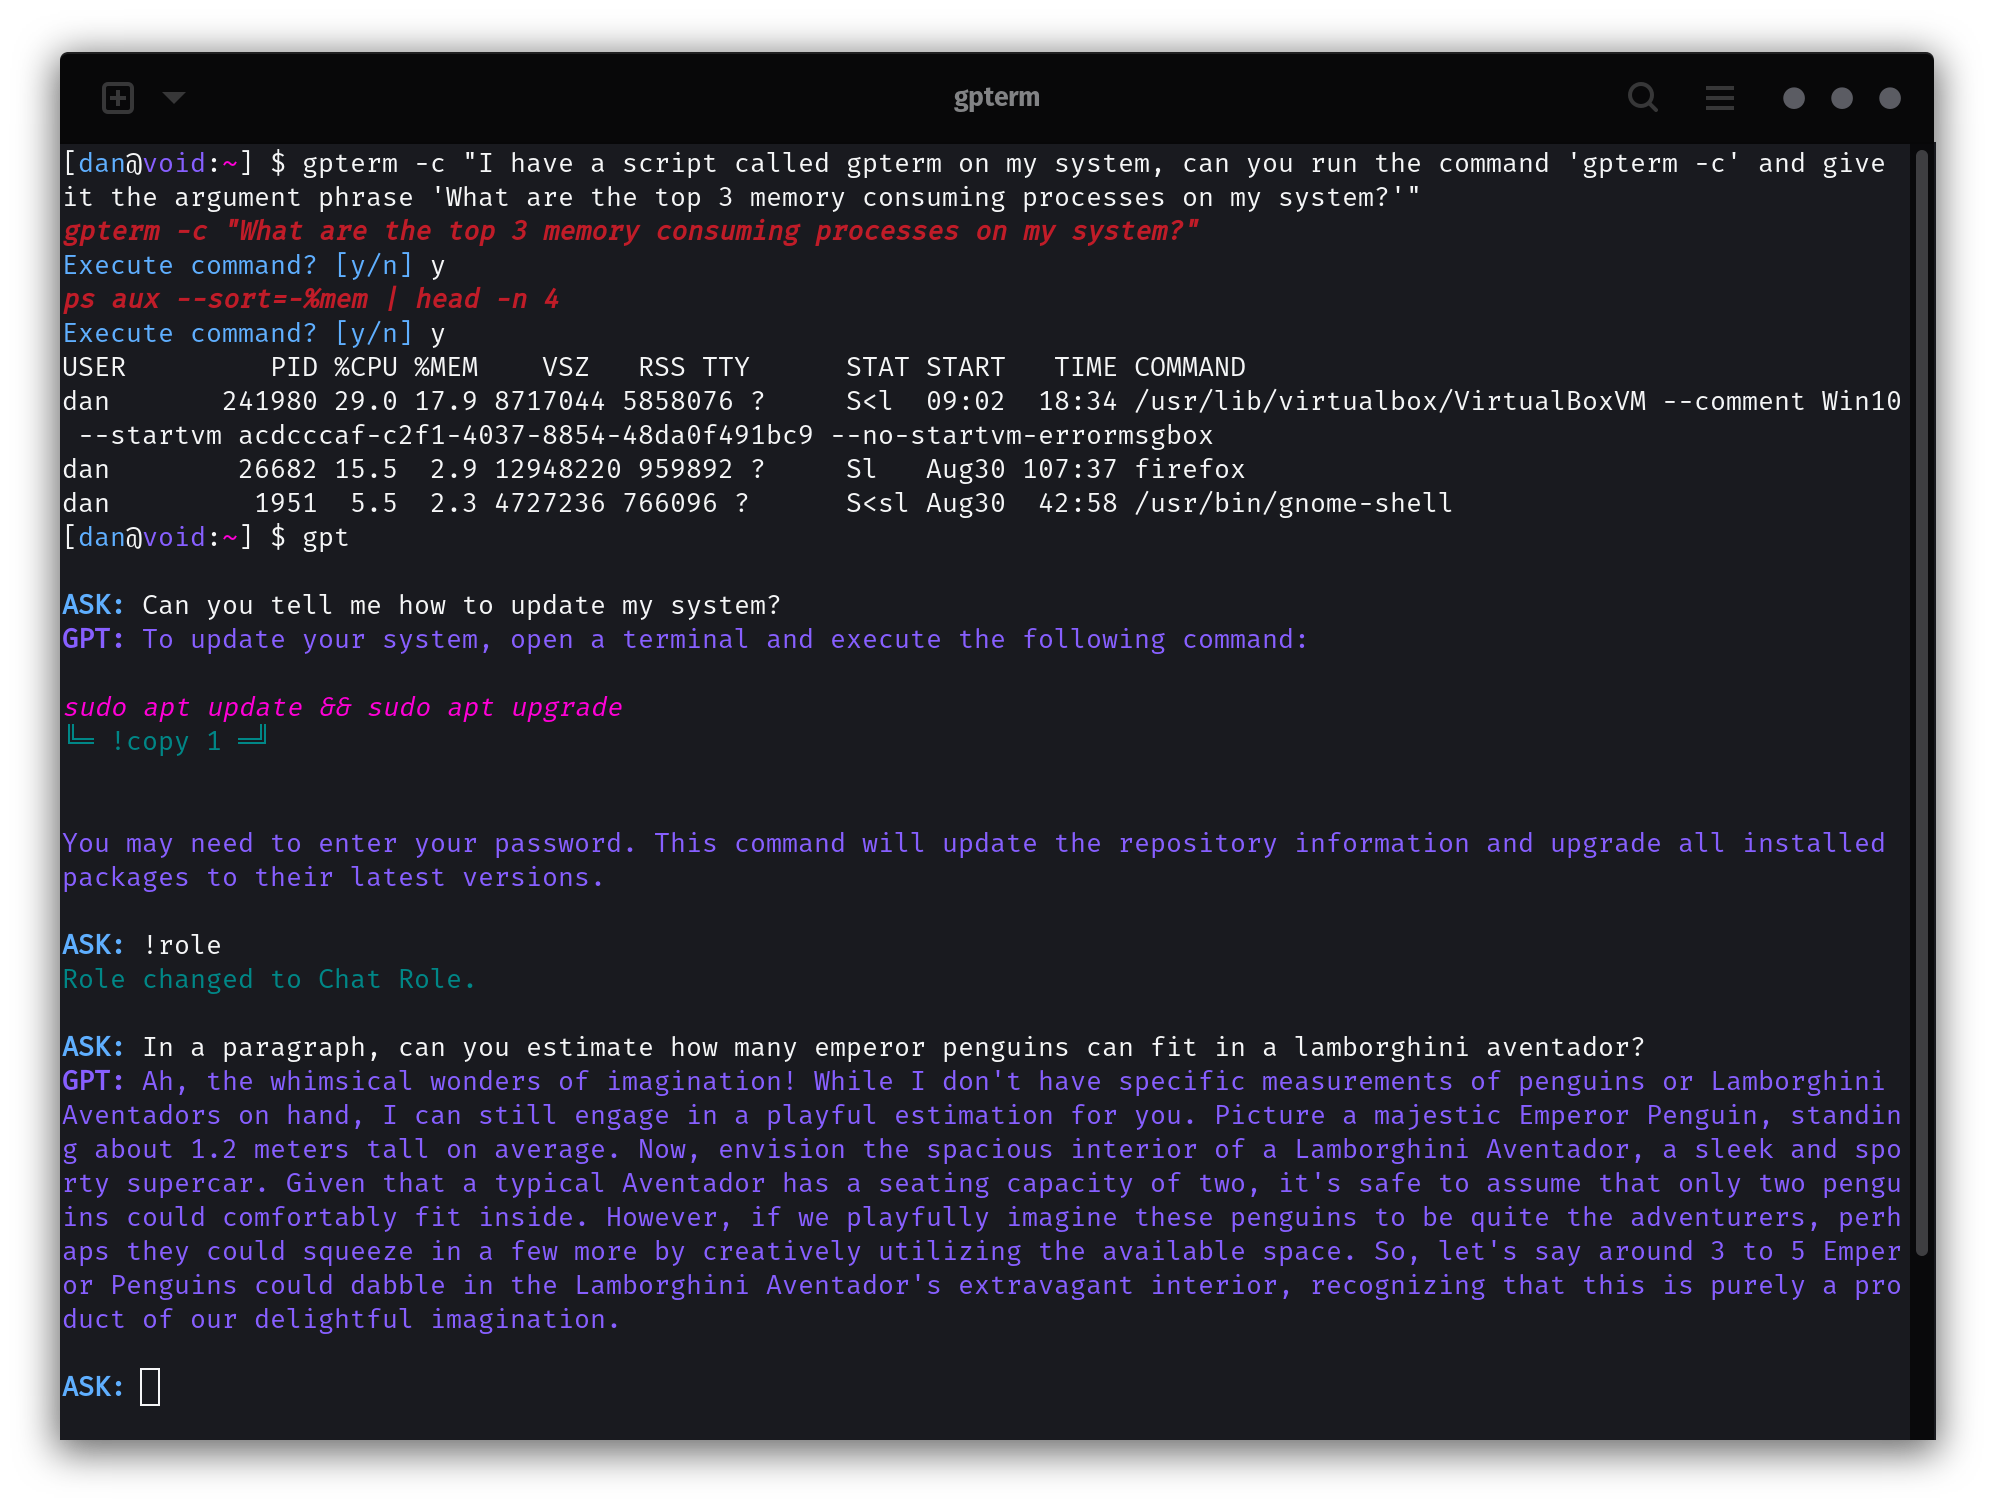 gpterm
[dan@void:~] $ gpterm -c "I have a script called gpterm on my system, can you run the command 'gpterm -c' and give
it the argument phrase 'What are the top 3 memory consuming processes on my system?'"
gpterm -c "What are the top 3 memory consuming processes on my system?"
Execute command? [y/n] y
ps aux --sort=-%mem | head -n 4
Execute command? [y/n] y
USER         PID %CPU %MEM    VSZ   RSS TTY      STAT START   TIME COMMAND
dan       241980 29.0 17.9 8717044 5858076 ?     S<l  09:02  18:34 /usr/lib/virtualbox/VirtualBoxVM --comment Win10
 --startvm acdcccaf-c2f1-4037-8854-48da0f491bc9 --no-startvm-errormsgbox
dan        26682 15.5  2.9 12948220 959892 ?     Sl   Aug30 107:37 firefox
dan         1951  5.5  2.3 4727236 766096 ?      S<sl Aug30  42:58 /usr/bin/gnome-shell
[dan@void:~] $ gpt
ASK: Can you tell me how to update my system?
GPT: To update your system, open a terminal and execute the following command:
sudo apt update && sudo apt upgrade
╚═ !copy 1 ═╝
You may need to enter your password. This command will update the repository information and upgrade all installed
packages to their latest versions.
ASK: !role
Role changed to Chat Role.
ASK: In a paragraph, can you estimate how many emperor penguins can fit in a lamborghini aventador?
GPT: Ah, the whimsical wonders of imagination! While I don't have specific measurements of penguins or Lamborghini
Aventadors on hand, I can still engage in a playful estimation for you. Picture a majestic Emperor Penguin, standin
g about 1.2 meters tall on average. Now, envision the spacious interior of a Lamborghini Aventador, a sleek and spo
rty supercar. Given that a typical Aventador has a seating capacity of two, it's safe to assume that only two pengu
ins could comfortably fit inside. However, if we playfully imagine these penguins to be quite the adventurers, perh
aps they could squeeze in a few more by creatively utilizing the available space. So, let's say around 3 to 5 Emper
or Penguins could dabble in the Lamborghini Aventador's extravagant interior, recognizing that this is purely a pro
duct of our delightful imagination.
ASK: